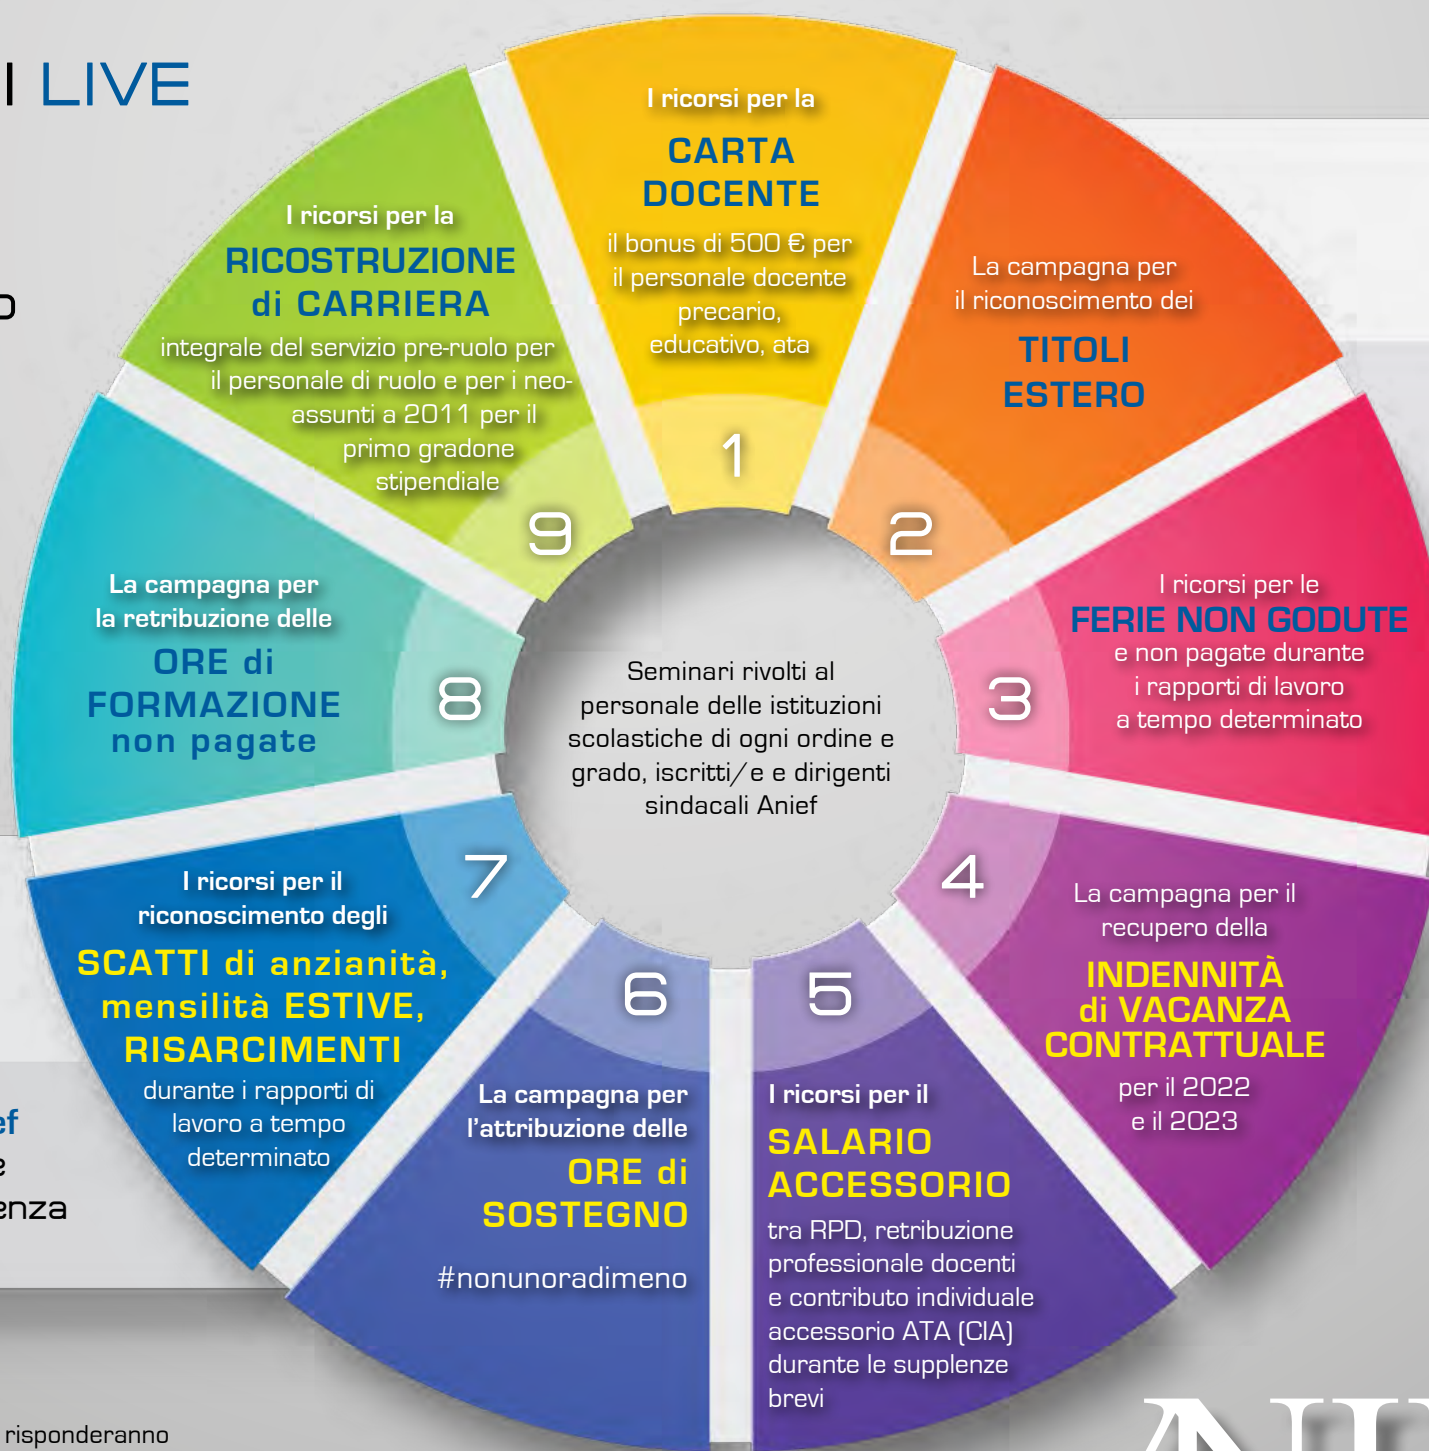 I LIVE
I ricorsi per la
CARTA
DOCENTE
il bonus di 500 € per
il personale docente
precario,
educativo, ata
1
La campagna per
il riconoscimento dei
TITOLI
ESTERO
2
I ricorsi per le
FERIE NON GODUTE
e non pagate durante
i rapporti di lavoro
a tempo determinato
3
La campagna per il
recupero della
INDENNITÀ
di VACANZA
CONTRATTUALE
per il 2022
e il 2023
4
I ricorsi per il
SALARIO
ACCESSORIO
tra RPD, retribuzione
professionale docenti
e contributo individuale
accessorio ATA (CIA)
durante le supplenze
brevi
5
La campagna per
l'attribuzione delle
ORE di
SOSTEGNO
#nonunoradimeno
6
I ricorsi per il
riconoscimento degli
SCATTI di anzianità,
mensilità ESTIVE,
RISARCIMENTI
durante i rapporti di
lavoro a tempo
determinato
7
La campagna per
la retribuzione delle
ORE di
FORMAZIONE
non pagate
8
I ricorsi per la
RICOSTRUZIONE
di CARRIERA
integrale del servizio pre-ruolo per
il personale di ruolo e per i neo-
assunti a 2011 per il
primo gradone
stipendiale
9
Seminari rivolti al
personale delle istituzioni
scolastiche di ogni ordine e
grado, iscritti/e e dirigenti
sindacali Anief
ef
e
enza
risponderanno